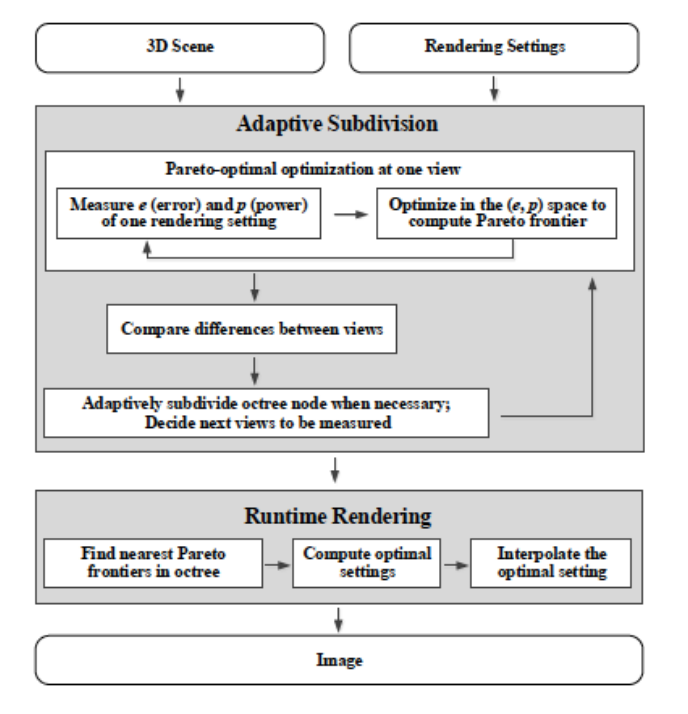 3D Scene
Rendering Settings
Adaptive Subdivision
Pareto-optimal optimization at one view
Measure e (error) and p (power)
of one rendering setting
Optimize in the (e, p) space to
compute Pareto frontier
Compare differences between views
Adaptively subdivide octree node when necessary;
Decide next views to be measured
Runtime Rendering
Find nearest Pareto
frontiers in octree
Compute optimal
settings
Interpolate the
optimal setting
Image